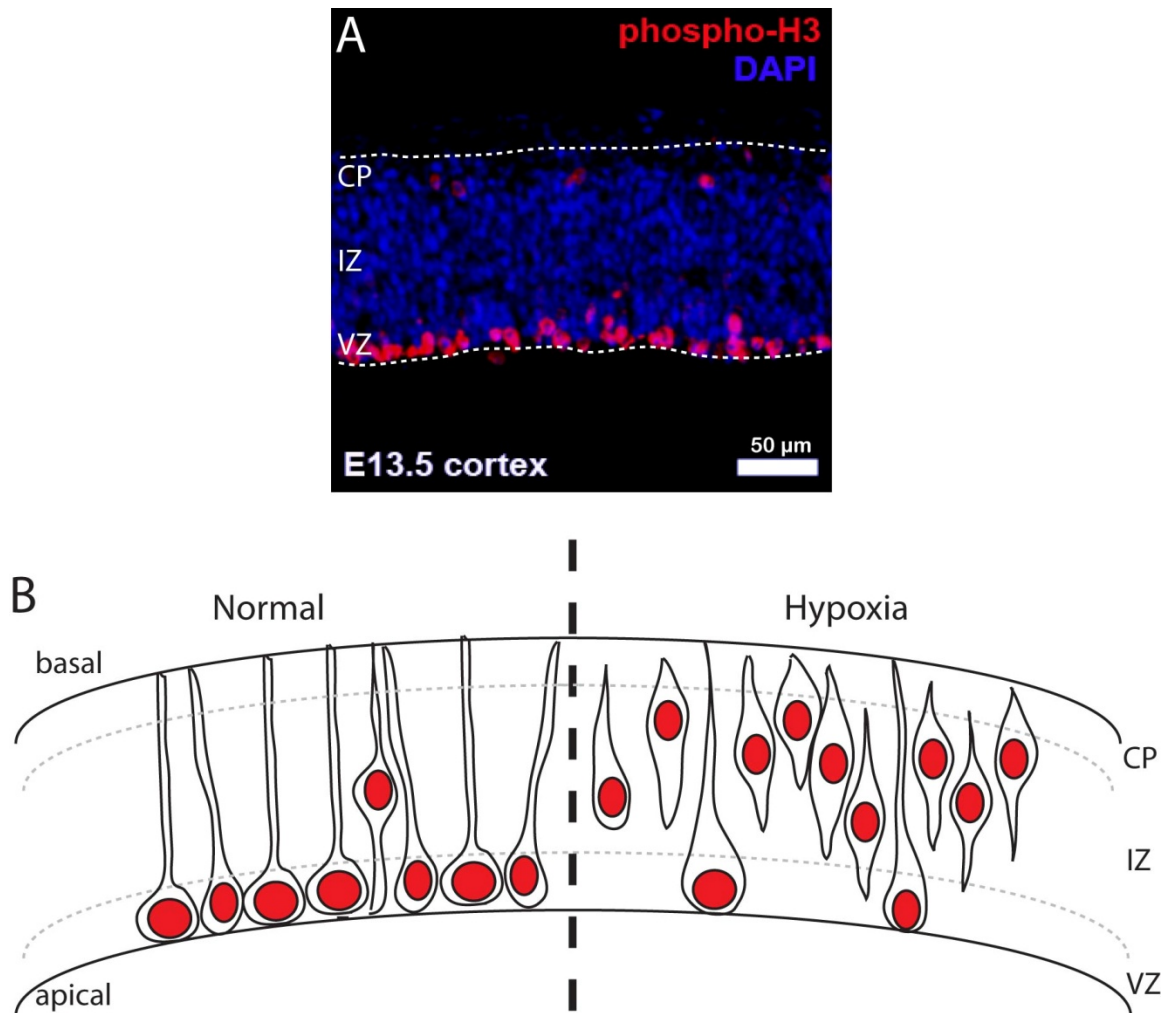 A
phospho-H3
DAPI
CP
IZ
VZ
50 µm
E13.5 cortex
B
Normal
Hypoxia
basal
CP
IZ
apical
VZ